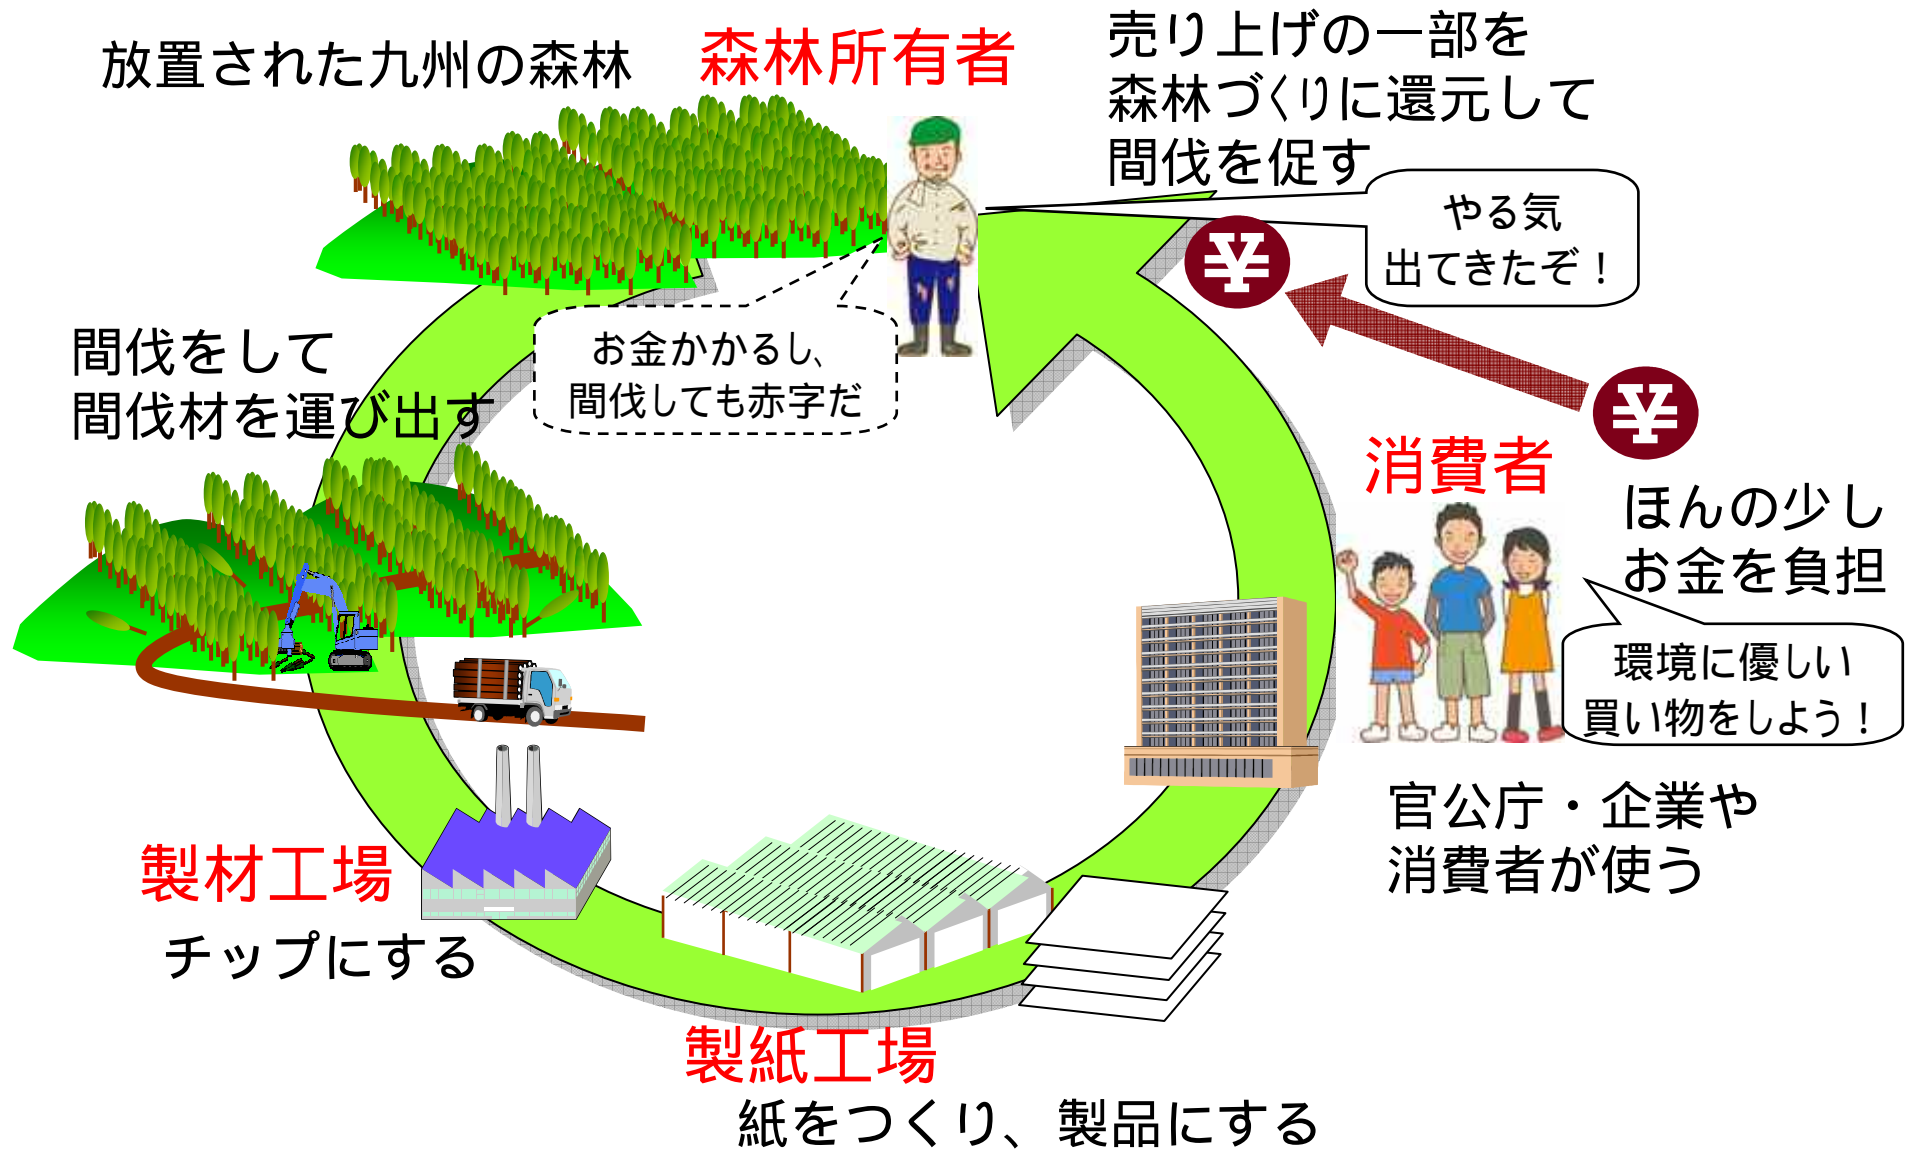 放置された九州の森林
森林所有者
売り上げの一部を
森林づくりに還元して
間伐を促す
やる気
出てきたぞ！
¥
¥
お金かかるし、
間伐しても赤字だ
間伐をして
間伐材を運び出す
消費者
ほんの少し
お金を負担
環境に優しい
買い物をしよう！
官公庁・企業や
消費者が使う
製材工場
チップにする
製紙工場
紙をつくり、製品にする